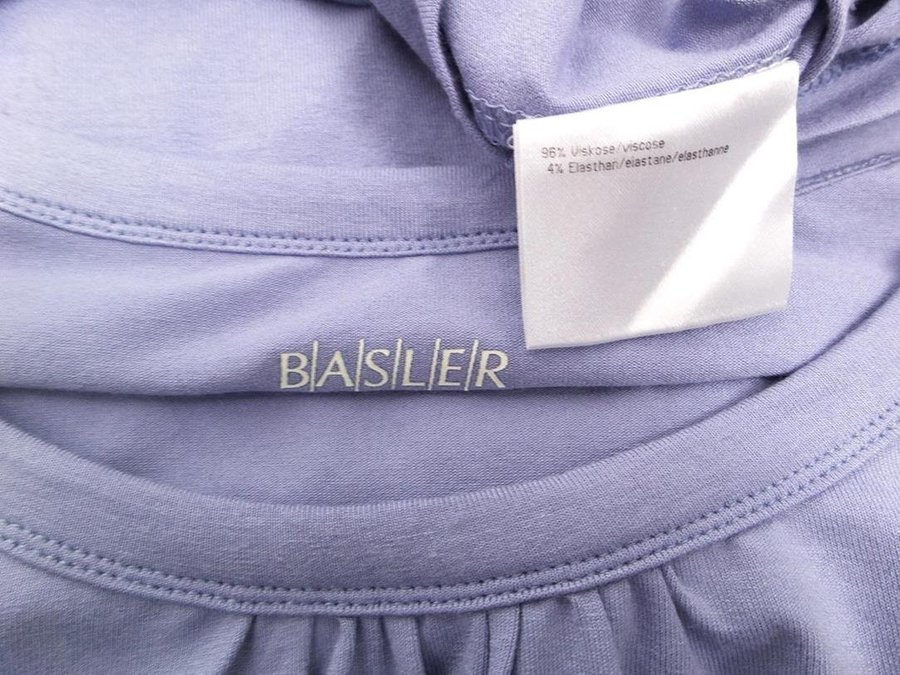 96% Viskose/viscose
4% Elasthan/elastane/elasthanne
B|A|S|L|E|R